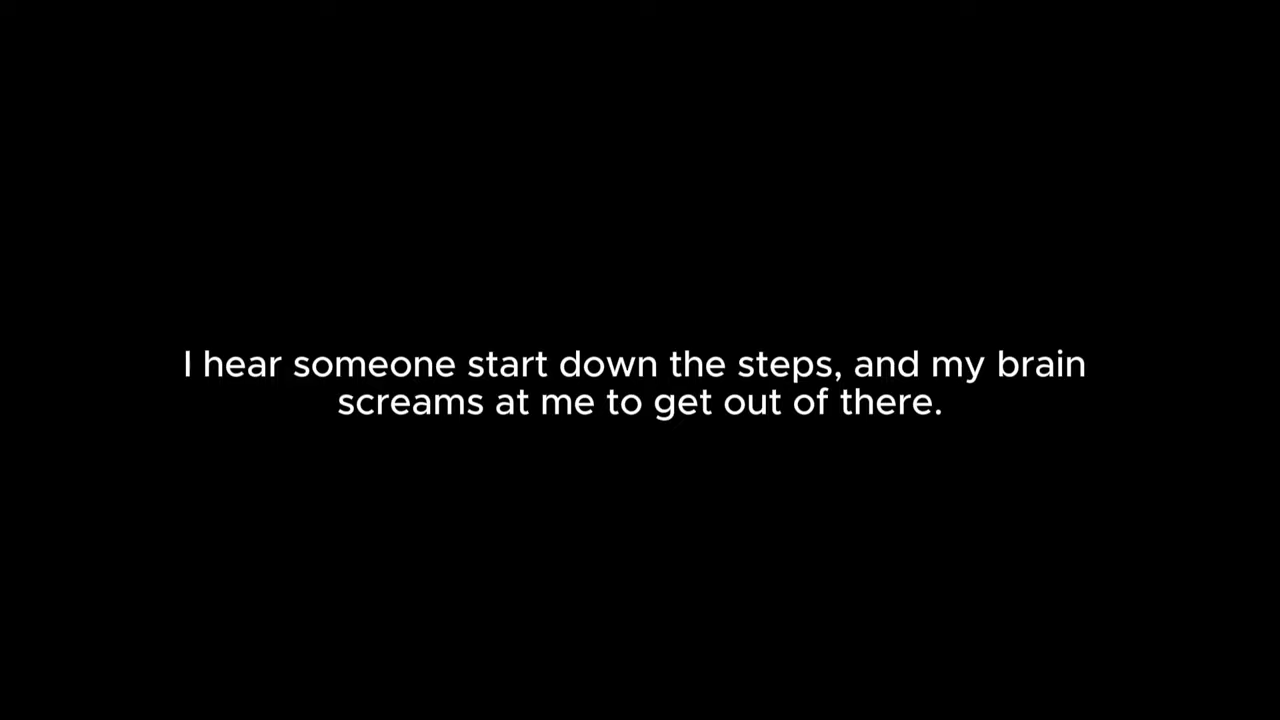 I hear someone start down the steps, and my brain
screams at me to get out of there.